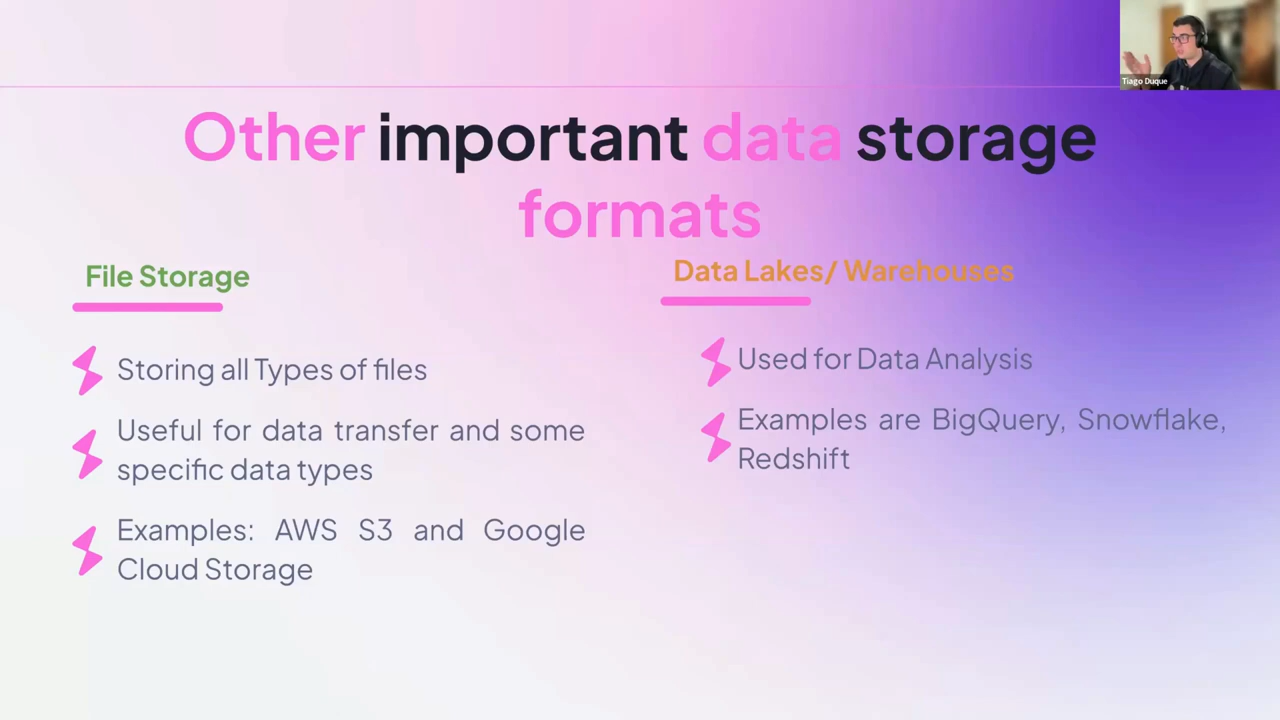 Tiago Duque
Other important data storage
formats
File Storage
Storing all Types of files
Useful for data transfer and some
specific data types
Examples: AWS S3 and Google
Cloud Storage
Data Lakes/ Warehouses
Used for Data Analysis
Examples are BigQuery, Snowflake,
Redshift